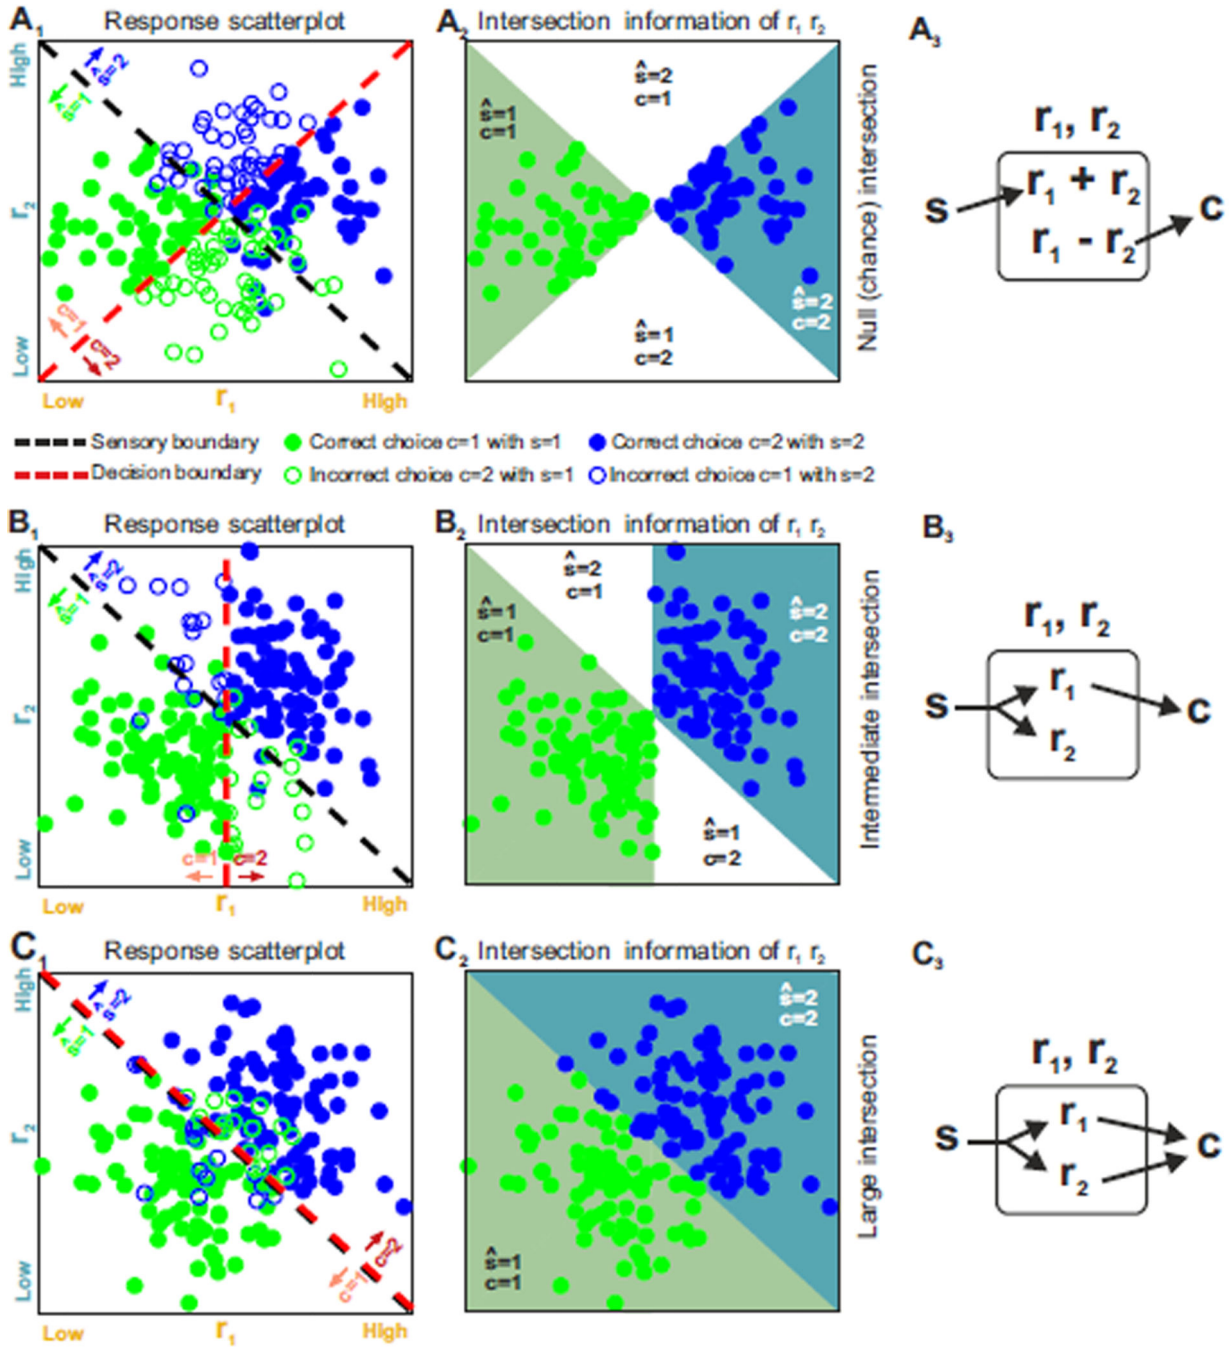 A1 Response scatterplot
High
ŝ=2
ŝ=1
r2
c=1
c=2
Low
Low r1 High
A2 Intersection information of r1 r2
ŝ=2
c=1
ŝ=1
c=1
ŝ=2
c=2
ŝ=1
c=2
Null (chance) intersection
A3
r1, r2
r1 + r2
S
C
r1 - r2
Sensory boundary
Correct choice c=1 with s=1
Correct choice c=2 with s=2
Decision boundary
Incorrect choice c=2 with s=1
Incorrect choice c=1 with s=2
B1 Response scatterplot
High
ŝ=2
ŝ=1
r2
Low
c=1 c=2
Low r1 High
B2 Intersection information of r1 r2
ŝ=2
c=1
ŝ=1
c=1
ŝ=2
c=2
ŝ=1
c=2
Intermediate intersection
B3
r1, r2
r1
S
C
r2
C1 Response scatterplot
High
ŝ=2
ŝ=1
r2
c=2
c=1
Low
Low r1 High
C2 Intersection information of r1 r2
ŝ=2
c=2
ŝ=1
c=1
Large intersection
C3
r1, r2
r1
S
C
r2